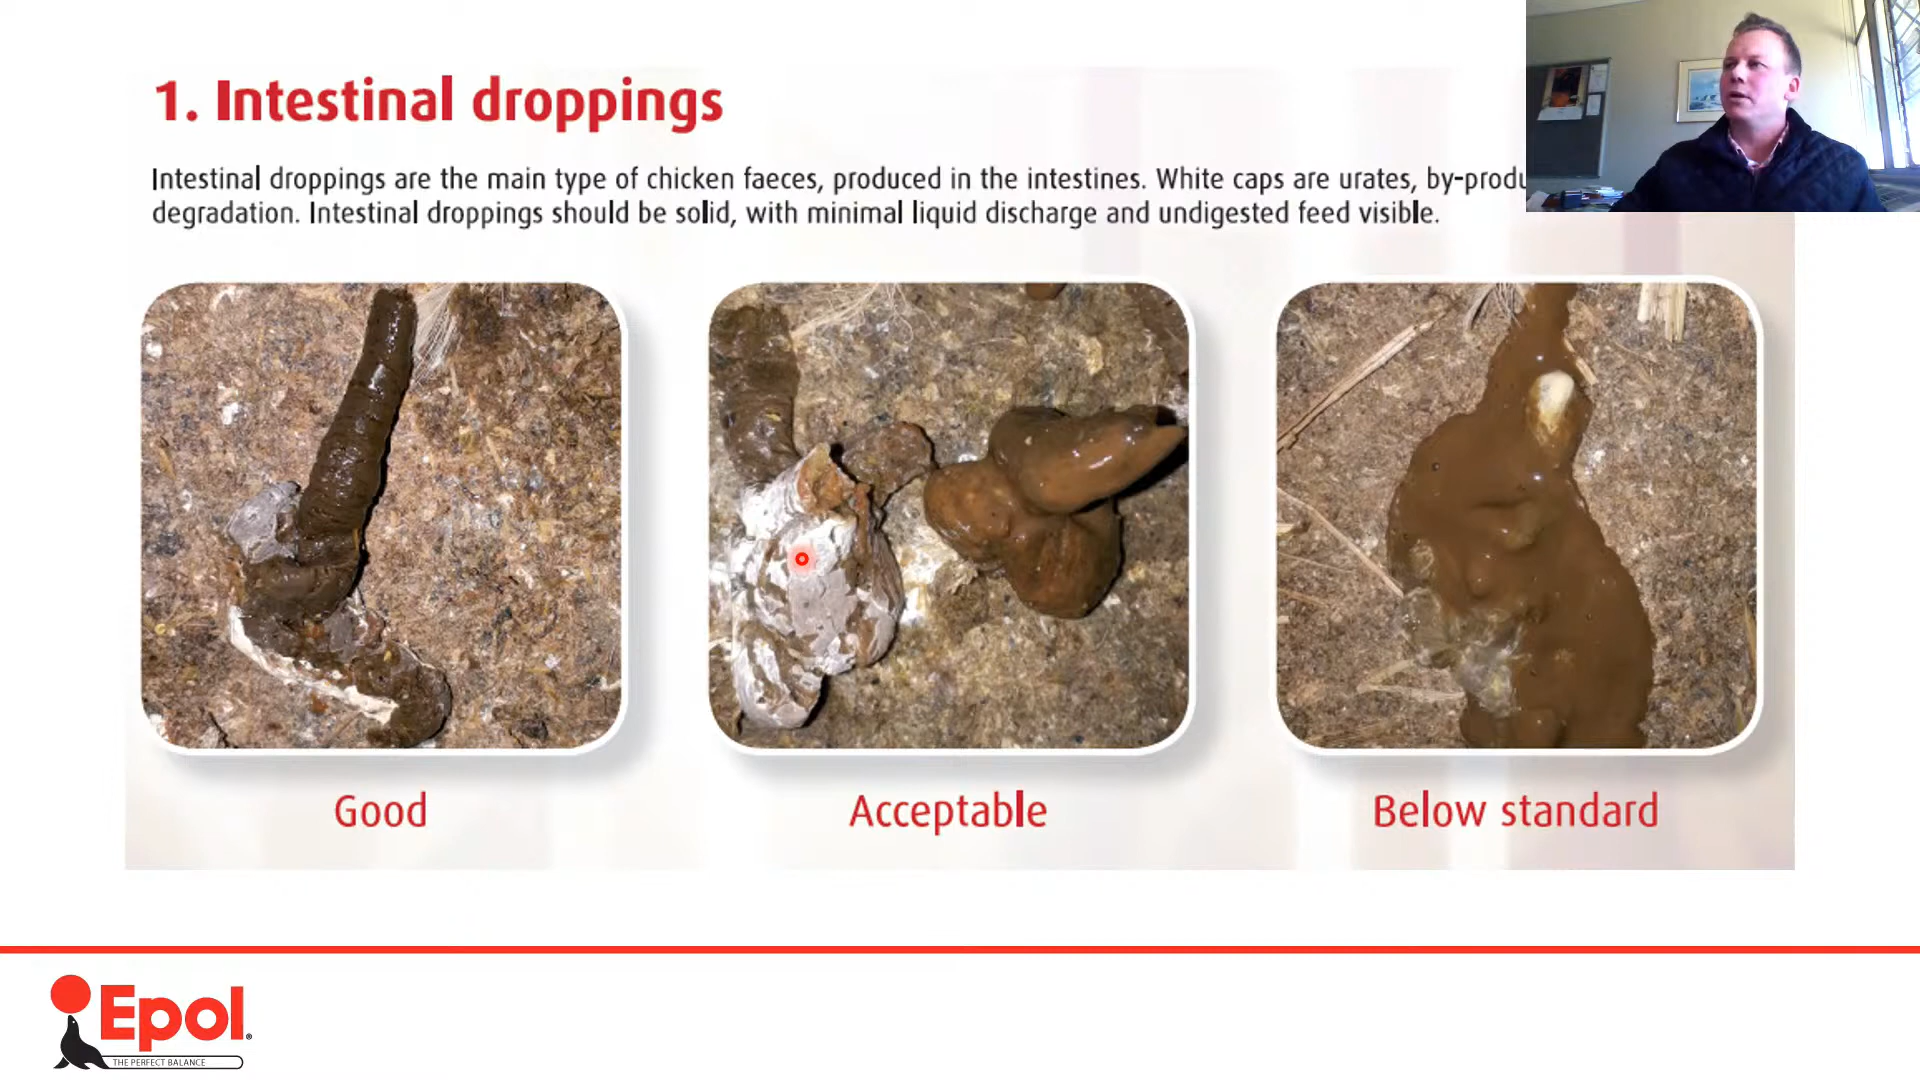 1. Intestinal droppings
Intestinal droppings are the main type of chicken faeces, produced in the intestines. White caps are urates, by-produ
degradation. Intestinal droppings should be solid, with minimal liquid discharge and undigested feed visible.
Good
Acceptable
Below standard
Epol®
THE PERFECT BALANCE